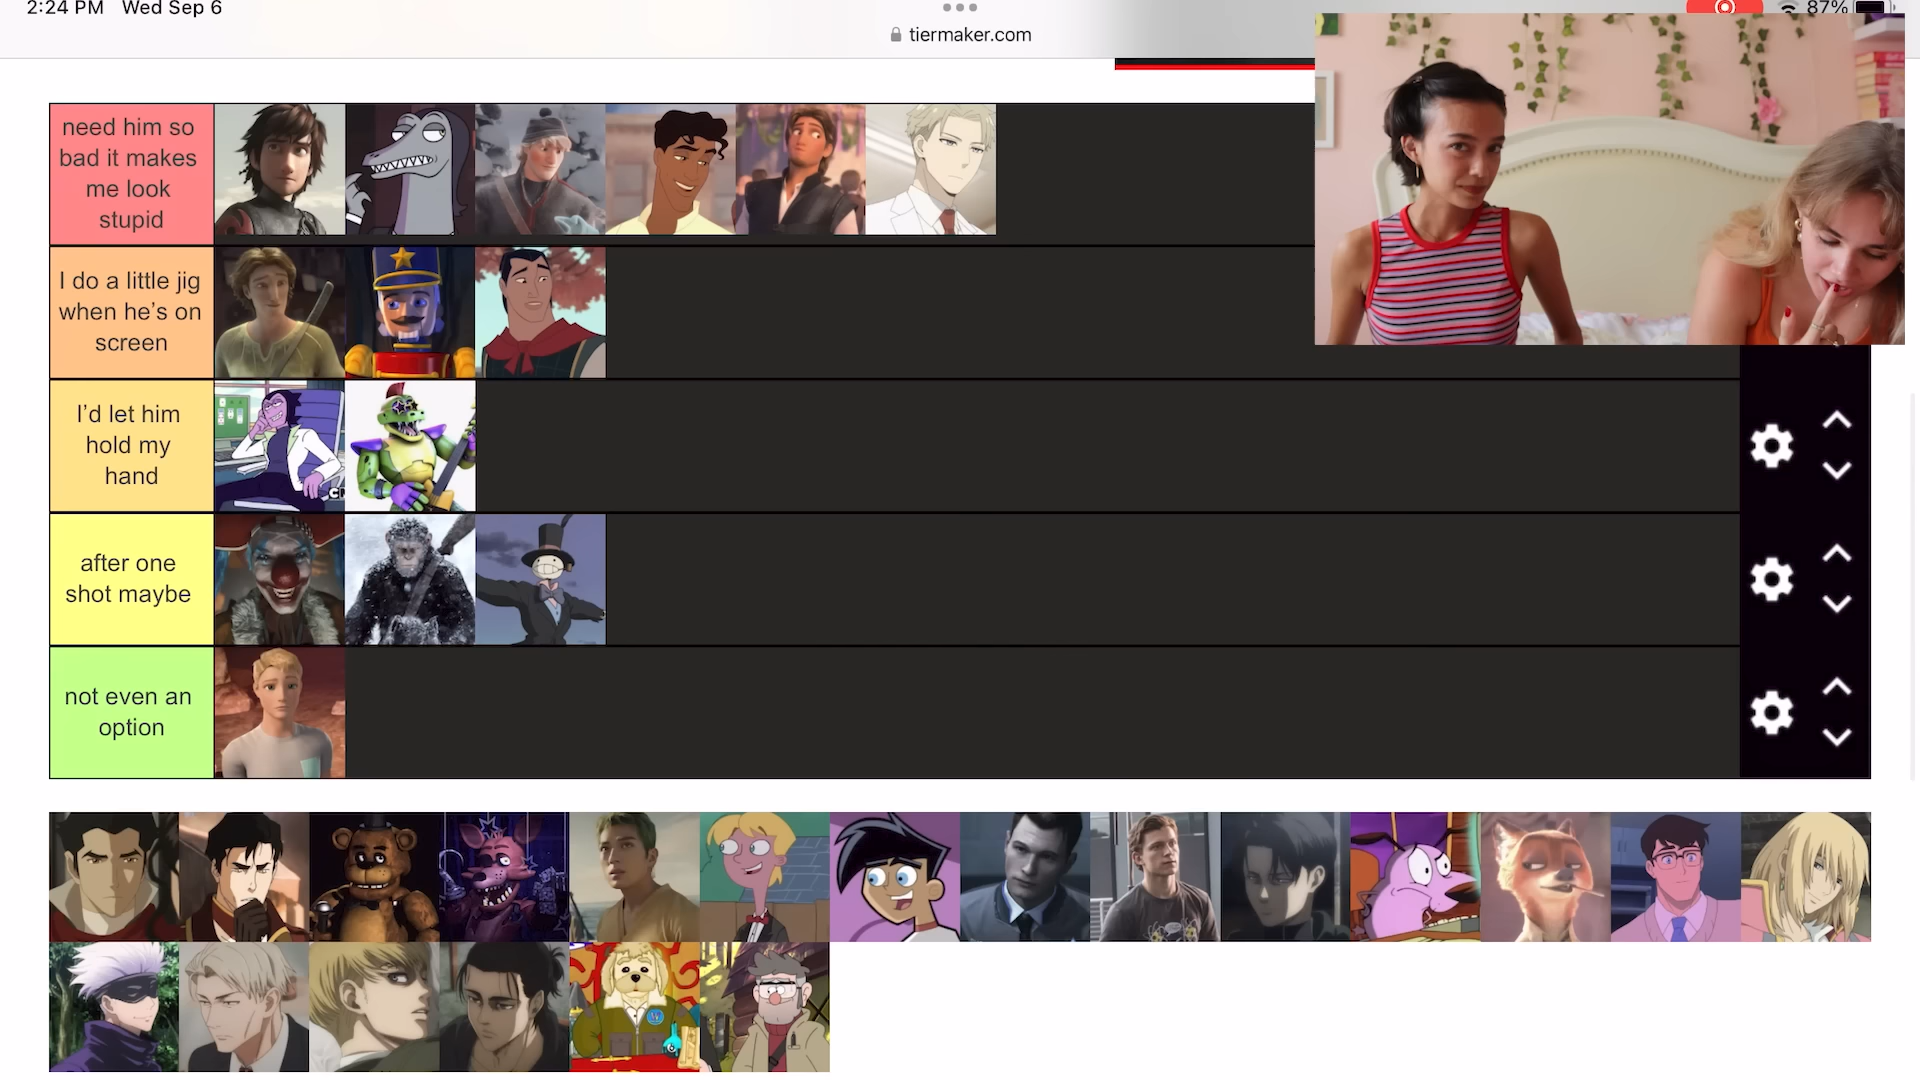 2:24 PM Wed Sep 6
87%
tiermaker.com
need him so
bad it makes
me look
stupid
I do a little jig
when he’s on
screen
I’d let him
hold my
hand
after one
shot maybe
not even an
option